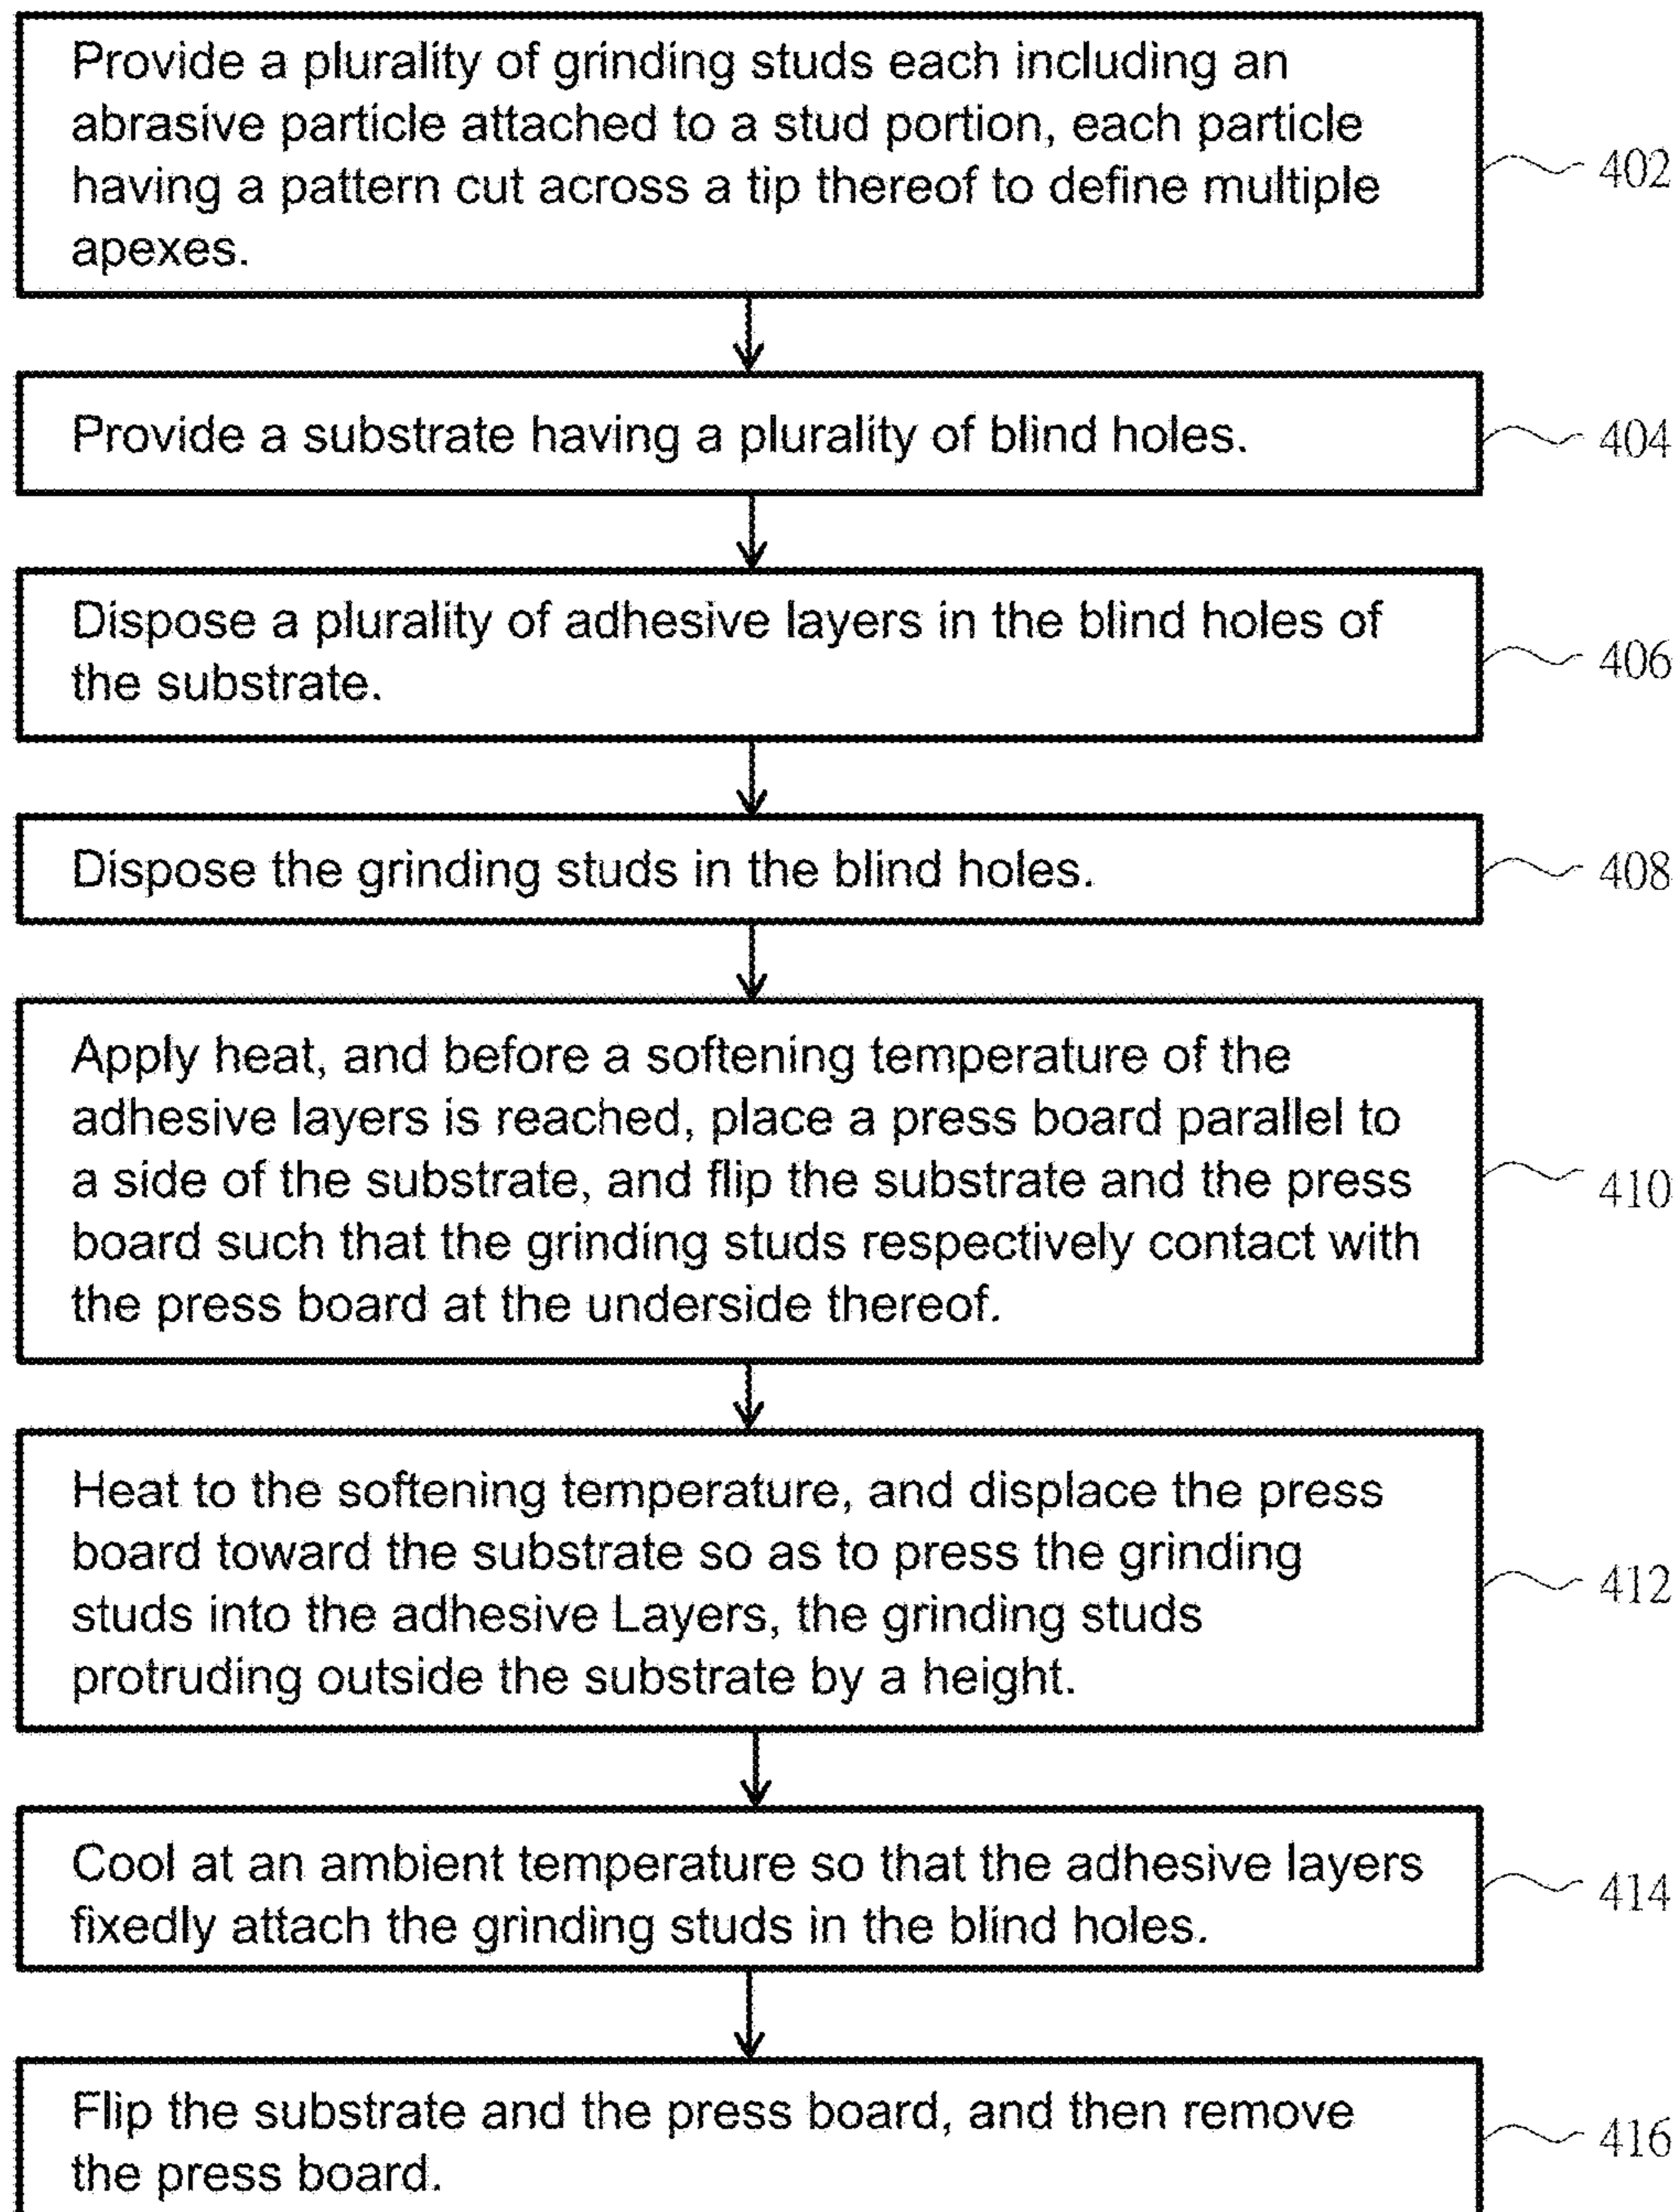 Provide a plurality of grinding studs each including an
abrasive particle attached to a stud portion, each particle
having a pattern cut across a tip thereof to define multiple
apexes.
402
Provide a substrate having a plurality of blind holes.
404
Dispose a plurality of adhesive layers in the blind holes of
the substrate.
406
Dispose the grinding studs in the blind holes.
408
Apply heat, and before a softening temperature of the
adhesive layers is reached, place a press board parallel to
a side of the substrate, and flip the substrate and the press
board such that the grinding studs respectively contact with
the press board at the underside thereof.
410
Heat to the softening temperature, and displace the press
board toward the substrate so as to press the grinding
studs into the adhesive Layers, the grinding studs
protruding outside the substrate by a height.
412
Cool at an ambient temperature so that the adhesive layers
fixedly attach the grinding studs in the blind holes.
414
Flip the substrate and the press board, and then remove
the press board.
416